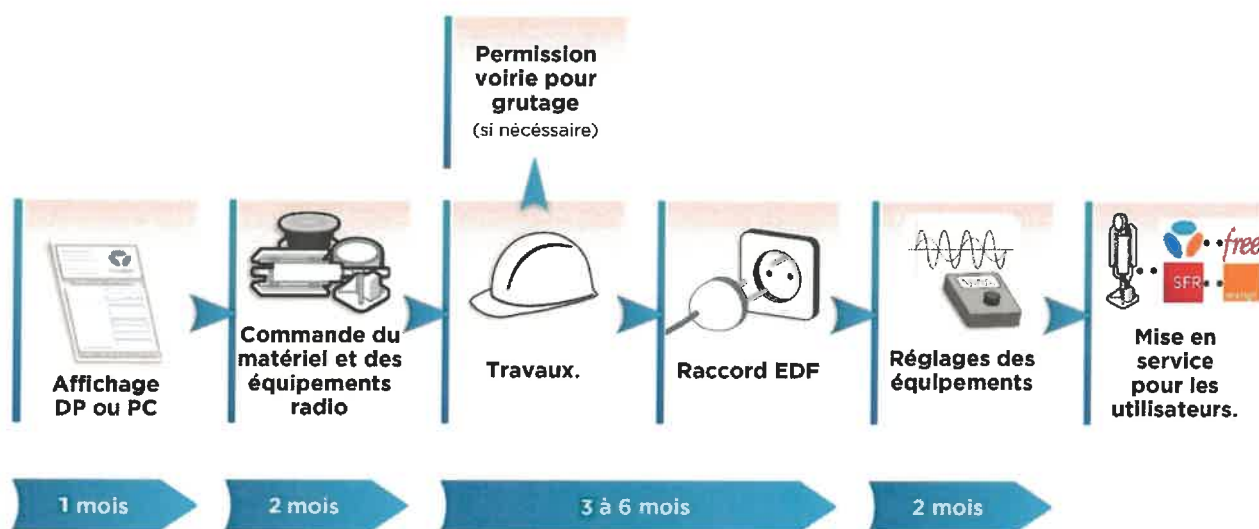 Permission
voirie pour
grutage
(si nécéssaire)
Affichage
DP ou PC
Commande du
matériel et des
équipements
radio
Travaux.
Raccord EDF
Réglages des
équipements
free
SFR
Mise en
service
pour les
utilisateurs.
1 mois
2 mois
3 à 6 mois
2 mois